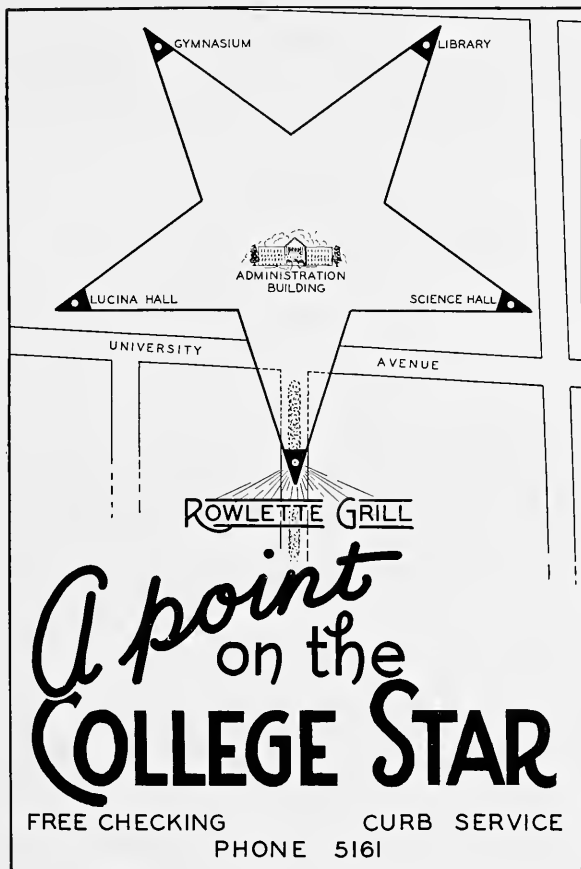 GYMNASIUM
LIBRARY
ADMINISTRATION
BUILDING
LUCINA HALL
SCIENCE HALL
UNIVERSITY AVENUE
ROWLETTE GRILL
A point
on the
COLLEGE STAR
FREE CHECKING CURB SERVICE
PHONE 5161